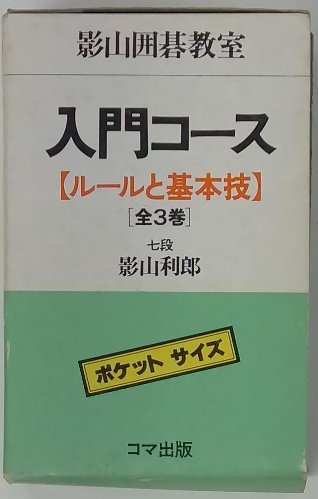 影山囲碁教室
入門コース
【ルールと基本技】
[全3巻]
七段
影山利郎
ポケット サイズ
コマ出版